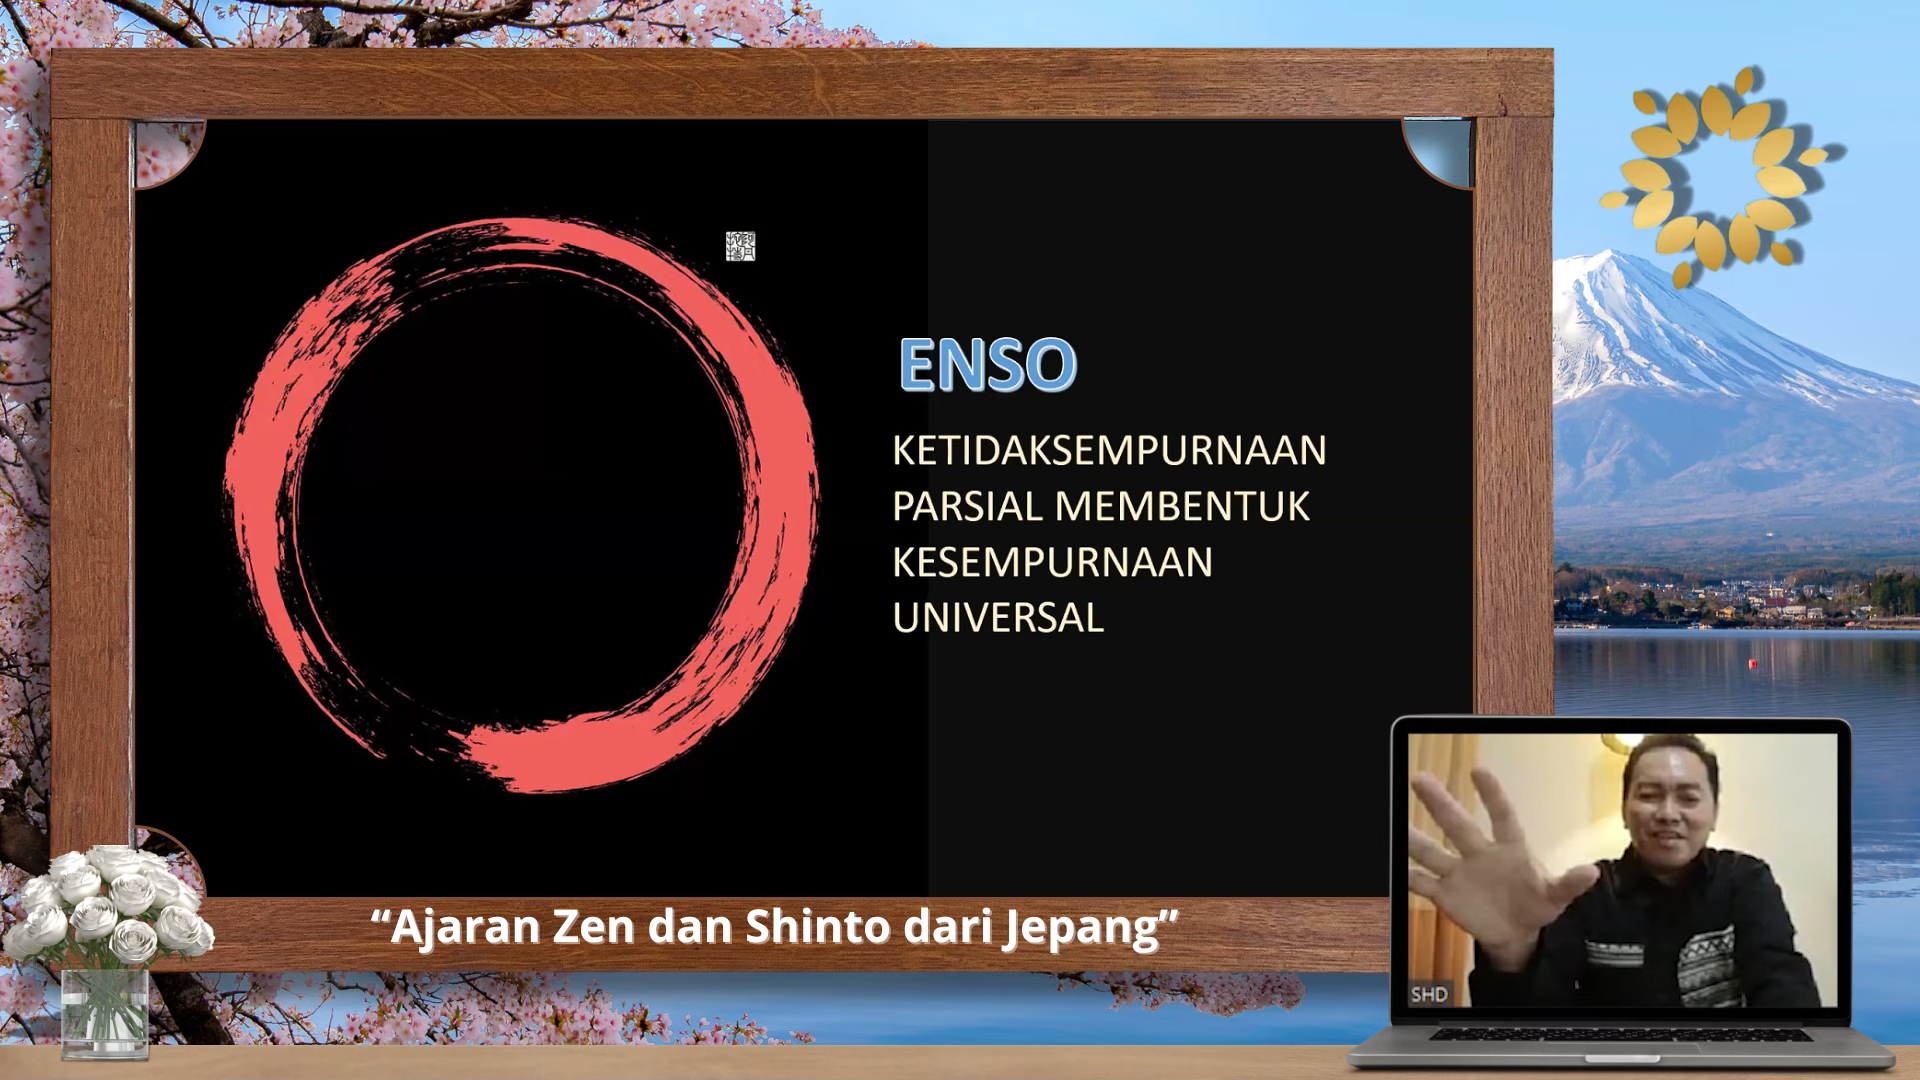 ENSO
KETIDAKSEMPURNAAN
PARSIAL MEMBENTUK
KESEMPURNAAN
UNIVERSAL
“Ajaran Zen dan Shinto dari Jepang”
SHD